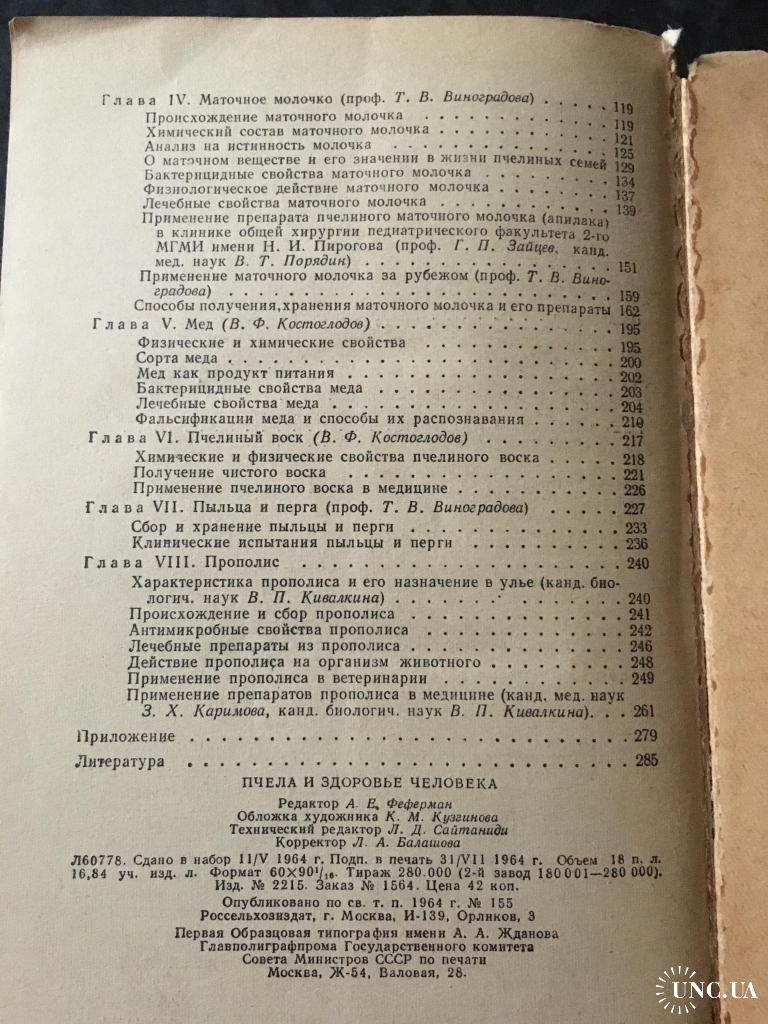 Глава IV. Маточное молочко (проф. Т. В. Виноградова) . . . . . 119
Происхождение маточного молочка . . . . . . . . . . 119
Химический состав маточного молочка . . . . . . . . . 121
Анализ на истинность молочка . . . . . . . . . . . 125
О маточном веществе и его значении в жизни пчелиных семей 129
Бактерицидные свойства маточного молочка . . . . . . . 134
Физиологическое действие маточного молочка . . . . . . 137
Лечебные свойства маточного молочка . . . . . . . . . 139
Применение препарата пчелиного маточного молочка (апилака)
в клинике общей хирургии педиатрического факультета 2-го
МГМИ имени Н. И. Пирогова (проф. Г. П. Зайцев, канд.
мед. наук В. Т. Порядин) . . . . . . . . . . . . 151
Применение маточного молочка за рубежом (проф. Т. В. Вино-
градова) . . . . . . . . . . . . . . . . . . 159
Способы получения,хранения маточного молочка и его препараты 162
Глава V. Мед (В. Ф. Костоглодов) . . . . . . . . . . . . 195
Физические и химические свойства . . . . . . . . . . 195
Сорта меда . . . . . . . . . . . . . . . . . . 200
Мед как продукт питания . . . . . . . . . . . . . 202
Бактерицидные свойства меда . . . . . . . . . . . . 203
Лечебные свойства меда . . . . . . . . . . . . . . 204
Фальсификации меда и способы их распознавания . . . . . 210
Глава VI. Пчелиный воск (В. Ф. Костоглодов) . . . . . . . 217
Химические и физические свойства пчелиного воска . . . . 218
Получение чистого воска . . . . . . . . . . . . . 221
Применение пчелиного воска в медицине . . . . . . . . 226
Глава VII. Пыльца и перга (проф. Т. В. Виноградова) . . . . 227
Сбор и хранение пыльцы и перги . . . . . . . . . . 233
Клинические испытания пыльцы и перги . . . . . . . . 236
Глава VIII. Прополис . . . . . . . . . . . . . . . . 240
Характеристика прополиса и его назначение в улье (канд. био-
логич. наук В. П. Кивалкина) . . . . . . . . . . . 240
Происхождение и сбор прополиса . . . . . . . . . . . 241
Антимикробные свойства прополиса . . . . . . . . . . 242
Лечебные препараты из прополиса . . . . . . . . . . 246
Действие прополиса на организм животного . . . . . . . 248
Применение прополиса в ветеринарии . . . . . . . . . 249
Применение препаратов прополиса в медицине (канд. мед. наук
З. Х. Каримова, канд. биологич. наук В. П. Кивалкина). . . 261
Приложение . . . . . . . . . . . . . . . . . . . . 279
Литература . . . . . . . . . . . . . . . . . . . . 285
ПЧЕЛА И ЗДОРОВЬЕ ЧЕЛОВЕКА
Редактор А. Е. Феферман
Обложка художника К. М. Кузгинова
Технический редактор Л. Д. Сайтаниди
Корректор Л. А. Балашова
Л60778. Сдано в набор 11/V 1964 г. Подп. в печать 31/VII 1964 г. Объем 18 п. л.
16,84 уч. изд. л. Формат 60X90¹/₁₆. Тираж 280.000 (2-й завод 180 001—280 000).
Изд. № 2215. Заказ № 1564. Цена 42 коп.
Опубликовано по св. т. п. 1964 г. № 155
Россельхозиздат, г. Москва, И-139, Орликов, 3
Первая Образцовая типография имени А. А. Жданова
Главполиграфпрома Государственного комитета
Совета Министров СССР по печати
Москва, Ж-54, Валовая, 28.
UNC.UA